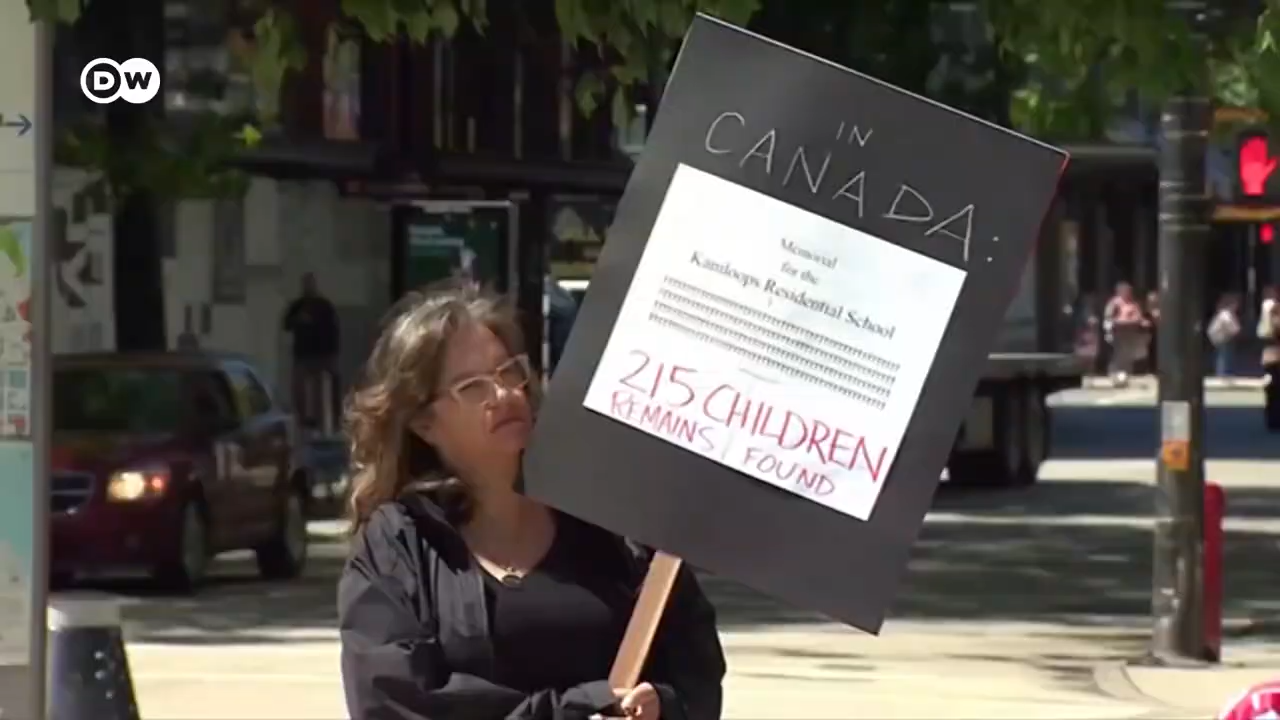 DW
IN
CANADA:
Memorial
for the
Kamloops Residential School
215 CHILDREN
REMAINS FOUND